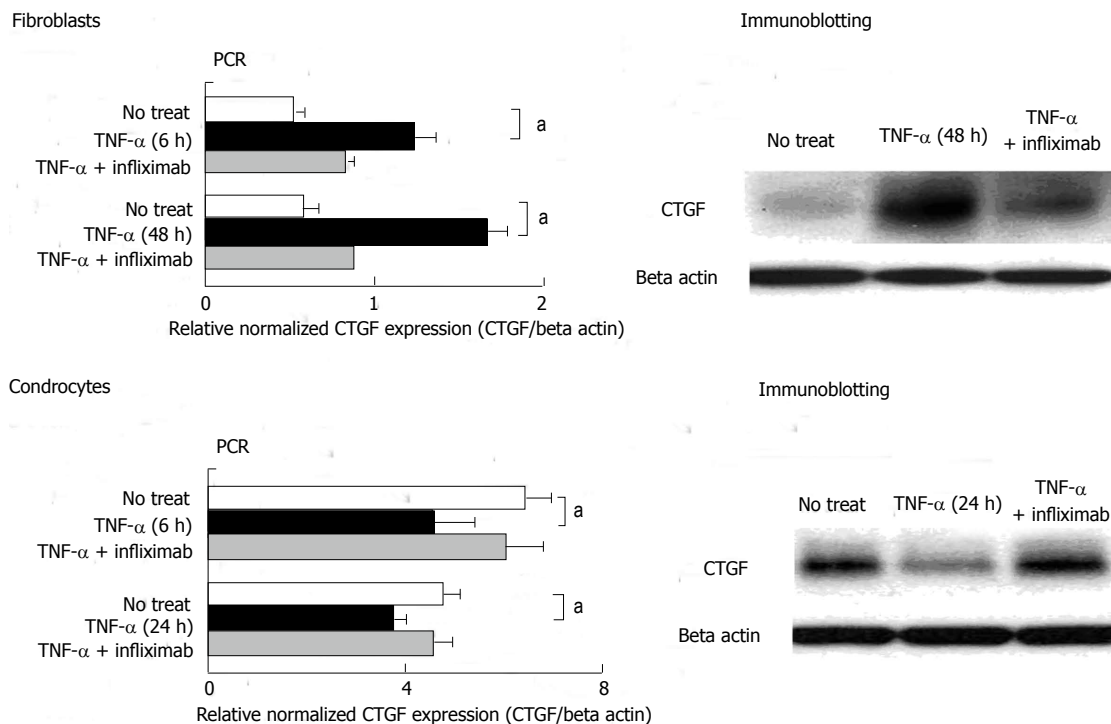 Fibroblasts
PCR
No treat
TNF-α (6 h)
TNF-α + infliximab
a
No treat
TNF-α (48 h)
TNF-α + infliximab
a
0 1 2
Relative normalized CTGF expression (CTGF/beta actin)
Immunoblotting
No treat TNF-α (48 h) TNF-α
+ infliximab
CTGF
Beta actin
Condrocytes
PCR
No treat
TNF-α (6 h)
TNF-α + infliximab
a
No treat
TNF-α (24 h)
TNF-α + infliximab
a
0 4 8
Relative normalized CTGF expression (CTGF/beta actin)
Immunoblotting
No treat TNF-α (24 h) TNF-α
+ infliximab
CTGF
Beta actin